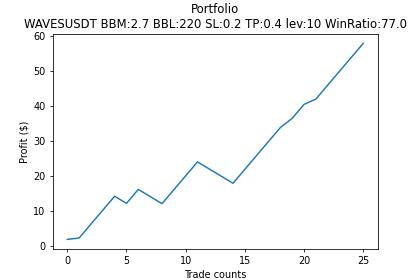 Portfolio
WAVESUSDT BBM:2.7 BBL:220 SL:0.2 TP:0.4 lev:10 WinRatio:77.0
60
50
40
30
20
10
0
Profit ($)
0 5 10 15 20 25
Trade counts